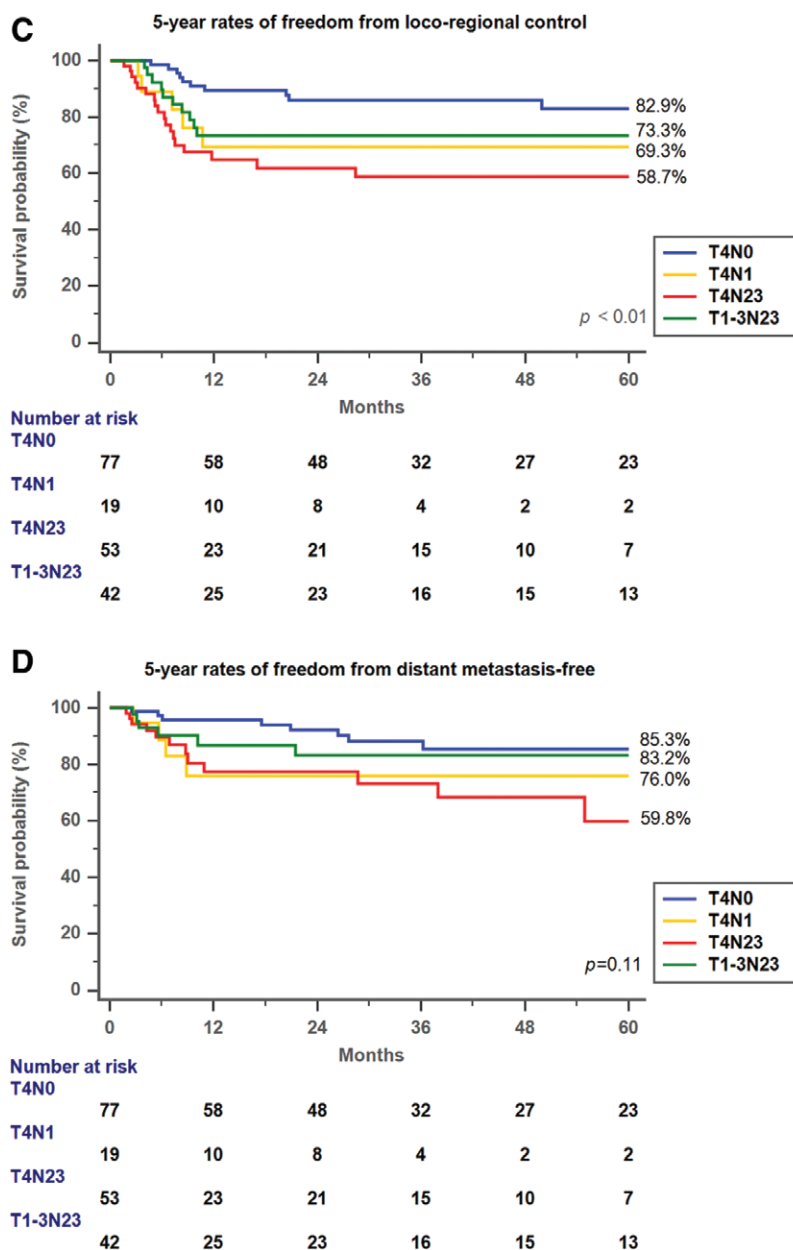 C
5-year rates of freedom from loco-regional control
Survival probability (%)
100
80
60
40
20
0
82.9%
73.3%
69.3%
58.7%
p < 0.01
T4N0
T4N1
T4N23
T1-3N23
0 12 24 36 48 60
Months
Number at risk
T4N0
77 58 48 32 27 23
T4N1
19 10 8 4 2 2
T4N23
53 23 21 15 10 7
T1-3N23
42 25 23 16 15 13
D
5-year rates of freedom from distant metastasis-free
Survival probability (%)
100
80
60
40
20
0
85.3%
83.2%
76.0%
59.8%
p=0.11
T4N0
T4N1
T4N23
T1-3N23
0 12 24 36 48 60
Months
Number at risk
T4N0
77 58 48 32 27 23
T4N1
19 10 8 4 2 2
T4N23
53 23 21 15 10 7
T1-3N23
42 25 23 16 15 13